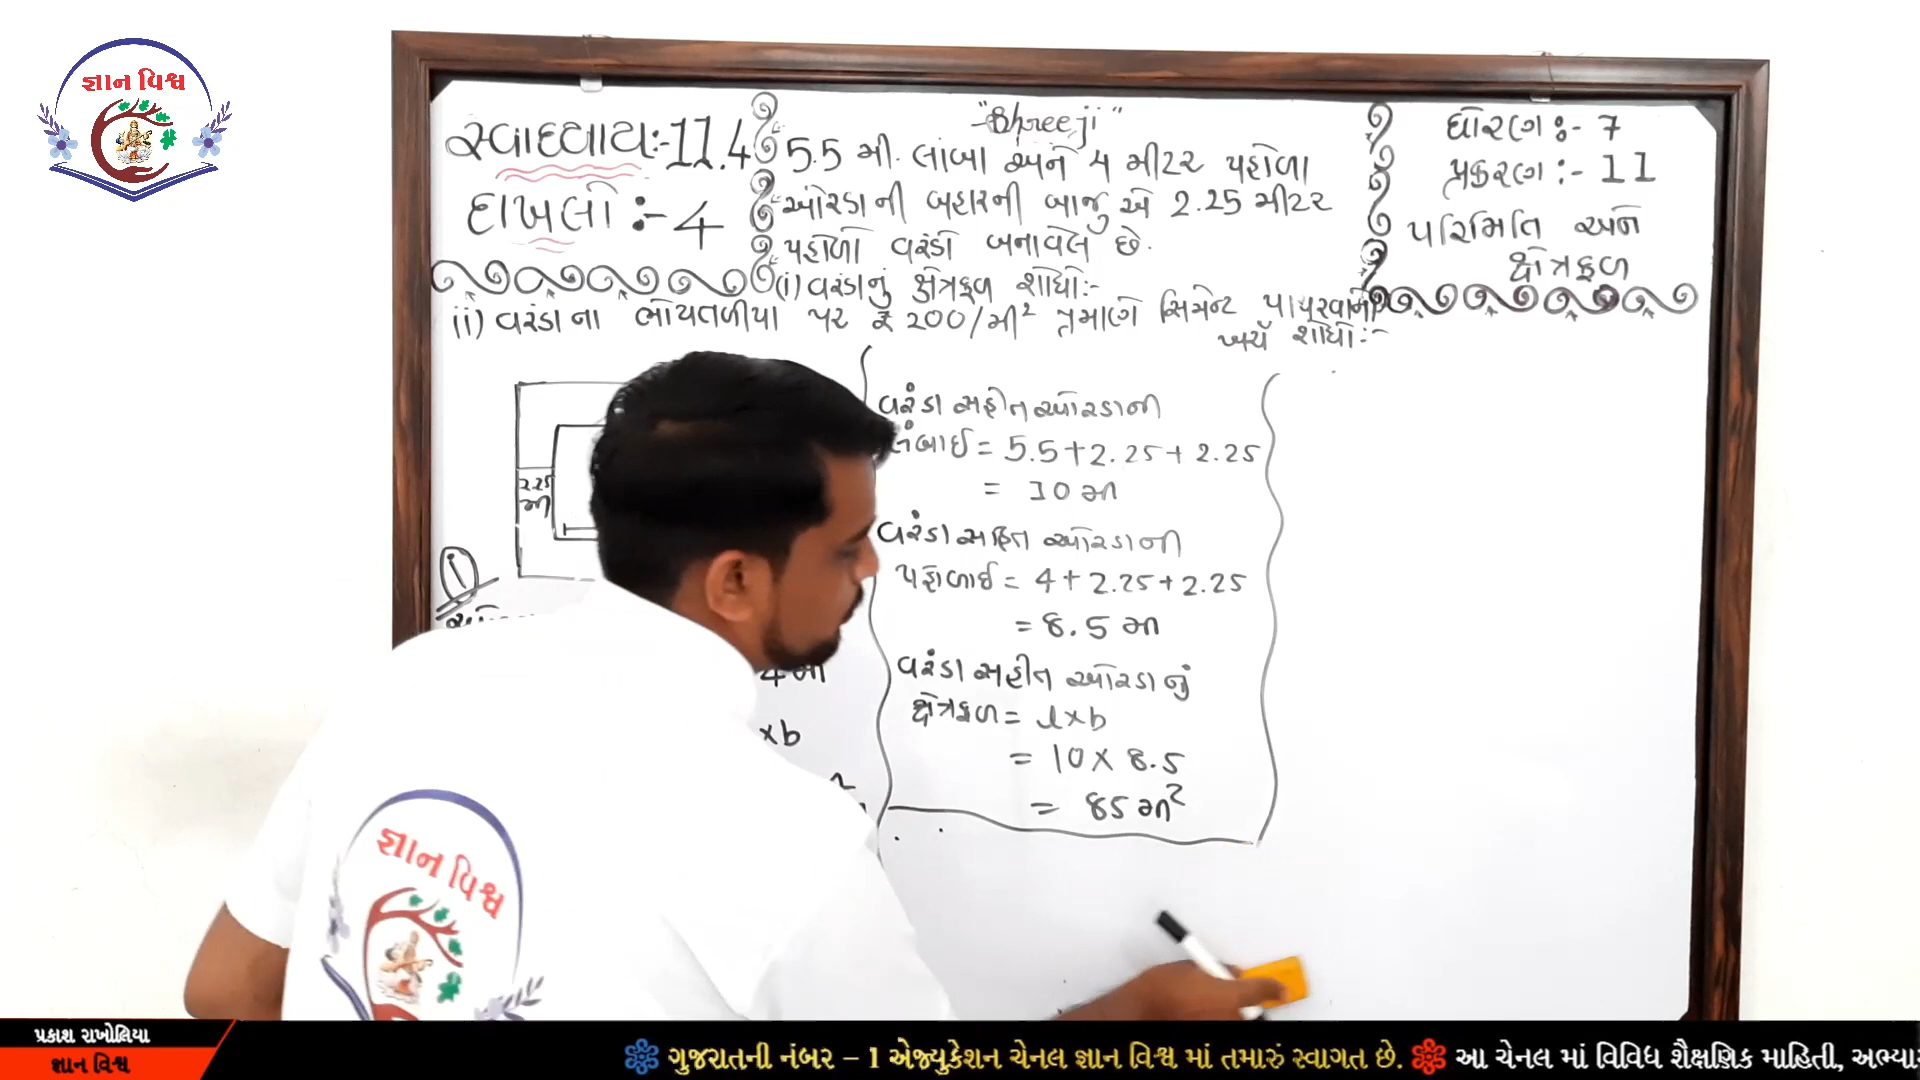 જ્ઞાન વિશ્વ
સ્વાધ્યાય:-11.4
દાખલો :- 4
"Bhreeji"
5.5 મી. લાંબા અને 4 મીટર પહોળા
ઓરડાની બહારની બાજુ એ 2.25 મીટર
પહોળો વરંડો બનાવેલ છે.
(i) વરંડાનું ક્ષેત્રફળ શોધો:-
ii) વરંડા ના ભોંયતળીયા પર ₹ 200/મી² પ્રમાણે સિમેન્ટ પાથરવાનો
ખર્ચ શોધો:-
ધોરણ :- 7
પ્રકરણ :- 11
પરિમિતિ અને
ક્ષેત્રફળ
2.25
મી
i
4 મી
×b
વરંડા સહીત ઓરડાની
લંબાઈ = 5.5 + 2.25 + 2.25
= 10 મી
વરંડા સહિત ઓરડાની
પહોળાઈ = 4 + 2.25 + 2.25
= 8.5 મી
વરંડા સહીત ઓરડાનું
ક્ષેત્રફળ = l×b
= 10 × 8.5
= 85 મી²
જ્ઞાન વિશ્વ
પ્રકાશ રાખોલિયા
જ્ઞાન વિશ્વ
ગુજરાતની નંબર – 1 એજ્યુકેશન ચેનલ જ્ઞાન વિશ્વ માં તમારું સ્વાગત છે. આ ચેનલ માં વિવિધ શૈક્ષણિક માહિતી, અભ્યા